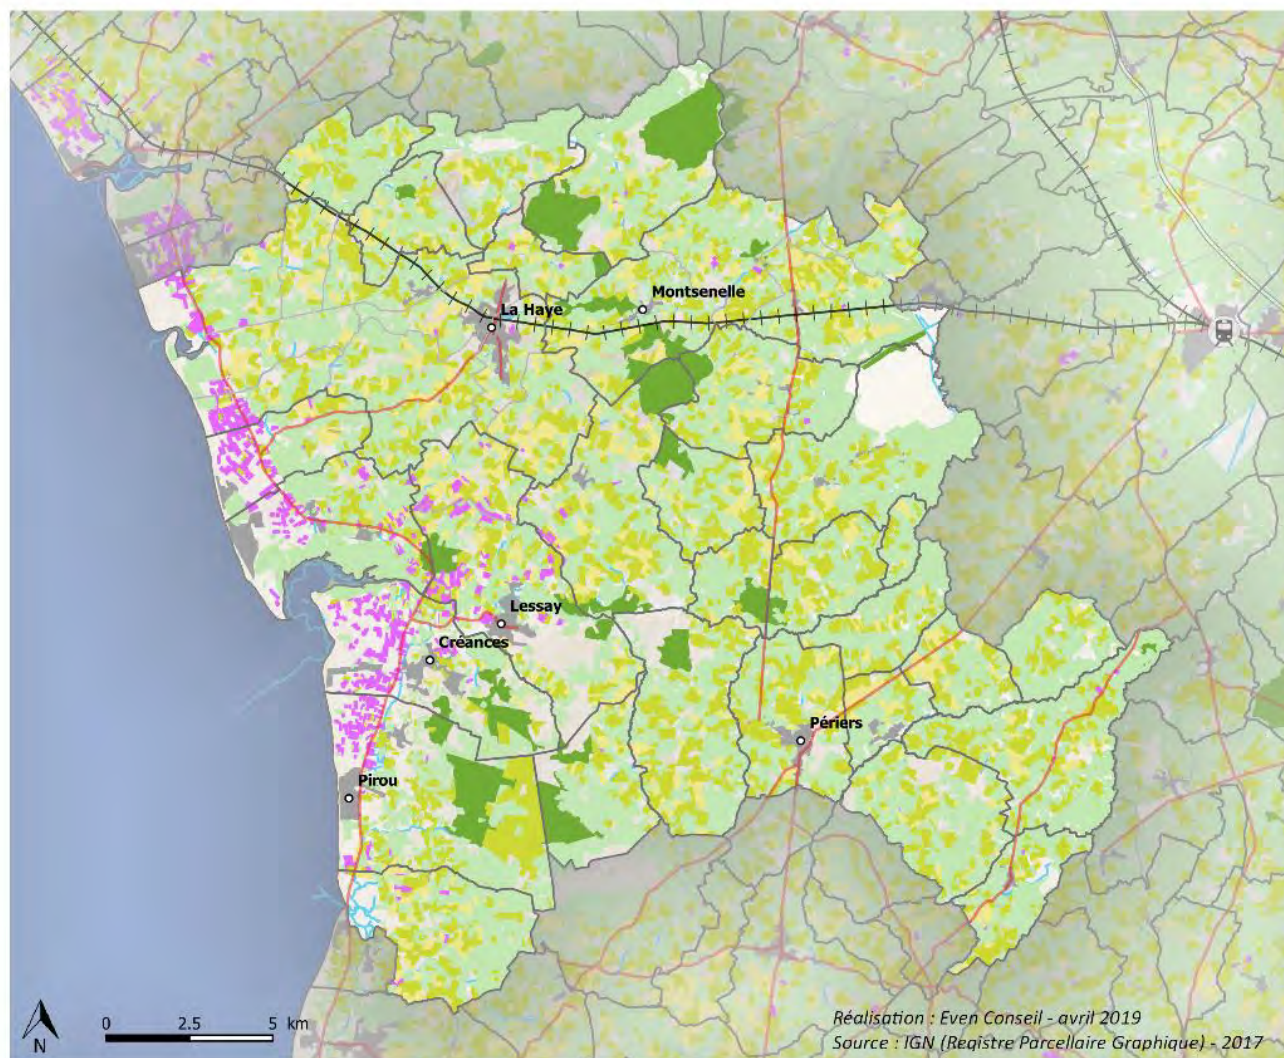 Montsenelle
La Haye
Lessay
Créances
Périers
Pirou
0 2.5 5 km
N
Réalisation : Even Conseil - avril 2019
Source : IGN (Registre Parcellaire Graphique) - 2017